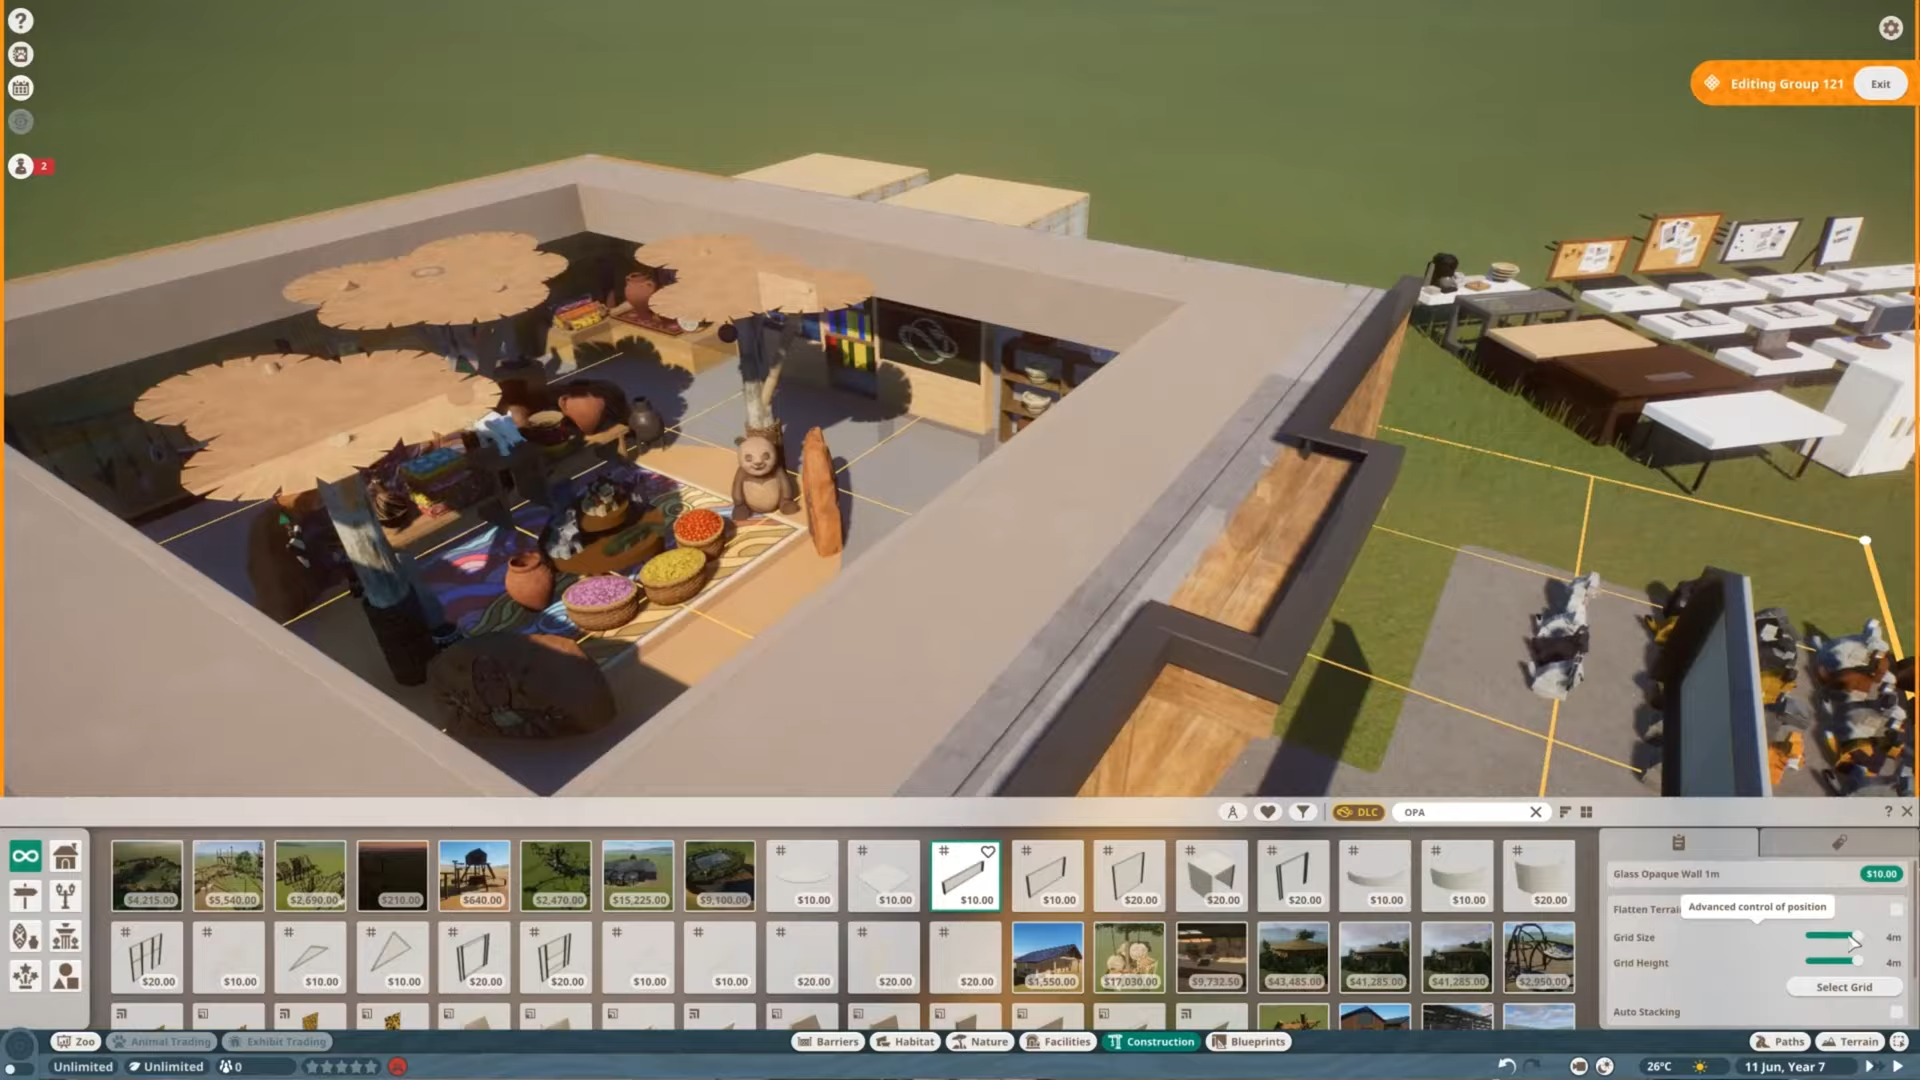 ?
2
Editing Group 121
Exit
DLC
OPA
?
$4,215.00
$5,540.00
$2,690.00
$210.00
$640.00
$2,470.00
$15,225.00
$9,100.00
$10.00
$10.00
$10.00
$10.00
$20.00
$20.00
$20.00
$10.00
$10.00
$20.00
$20.00
$10.00
$10.00
$10.00
$20.00
$20.00
$10.00
$10.00
$20.00
$20.00
$20.00
$1,550.00
$17,030.00
$9,732.50
$43,485.00
$41,285.00
$41,285.00
$2,950.00
Glass Opaque Wall 1m
$10.00
Flatten Terrai
Advanced control of position
Grid Size
4m
Grid Height
4m
Select Grid
Auto Stacking
Zoo
Animal Trading
Exhibit Trading
Barriers
Habitat
Nature
Facilities
Construction
Blueprints
Paths
Terrain
Unlimited
Unlimited
0
26°C
11 Jun, Year 7